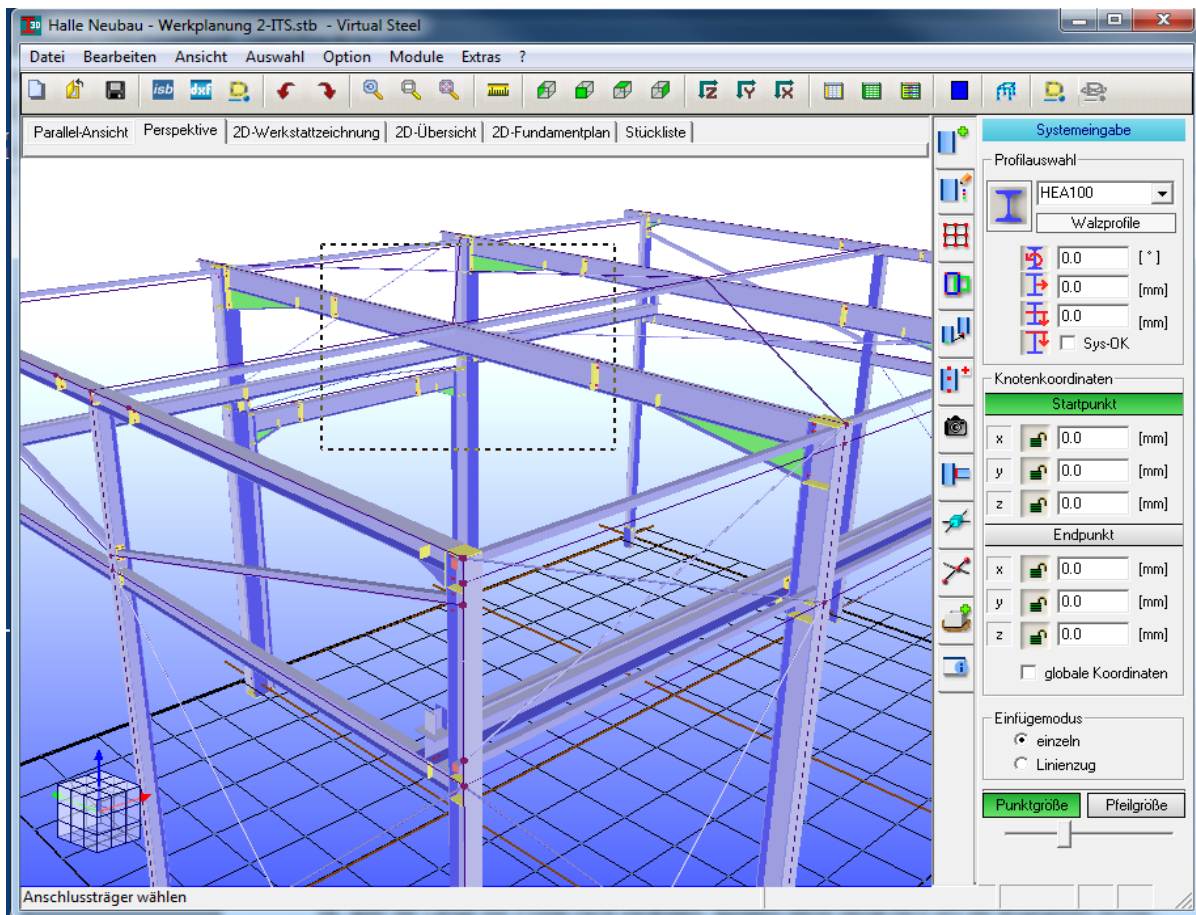 Halle Neubau - Werkplanung 2-ITS.stb - Virtual Steel
Datei Bearbeiten Ansicht Auswahl Option Module Extras ?
isb dxf Z Y X
Parallel-Ansicht Perspektive 2D-Werkstattzeichnung 2D-Übersicht 2D-Fundamentplan Stückliste
Systemeingabe
Profilauswahl
HEA100
Walzprofile
0.0 [°]
0.0 [mm]
0.0 [mm]
Sys-OK
Knotenkoordinaten
Startpunkt
x 0.0 [mm]
y 0.0 [mm]
z 0.0 [mm]
Endpunkt
x 0.0 [mm]
y 0.0 [mm]
z 0.0 [mm]
globale Koordinaten
Einfügemodus
einzeln
Linienzug
Punktgröße Pfeilgröße
Anschlussträger wählen